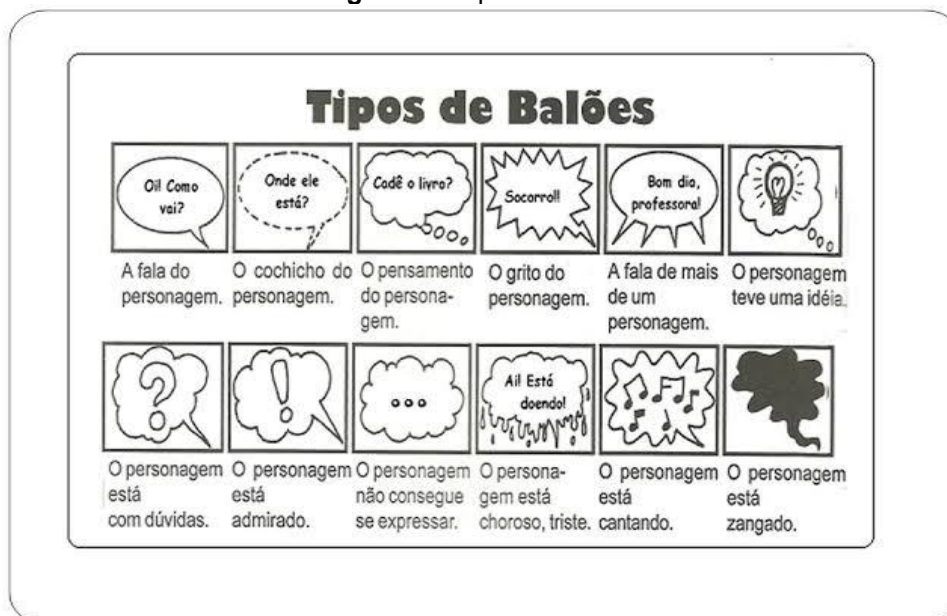 Tipos de Balões
Oi! Como
vai?
Onde ele
está?
Cadê o livro?
Socorro!!
Bom dia,
professora!
A fala do
personagem.
O cochicho do
personagem.
O pensamento
do persona-
gem.
O grito do
personagem.
A fala de mais
de um
personagem.
O personagem
teve uma idéia.
?
!
...
Ai! Está
doendo!
O personagem
está
com dúvidas.
O personagem
está
admirado.
O personagem
não consegue
se expressar.
O persona-
gem está
choroso, triste.
O personagem
está
cantando.
O personagem
está
zangado.